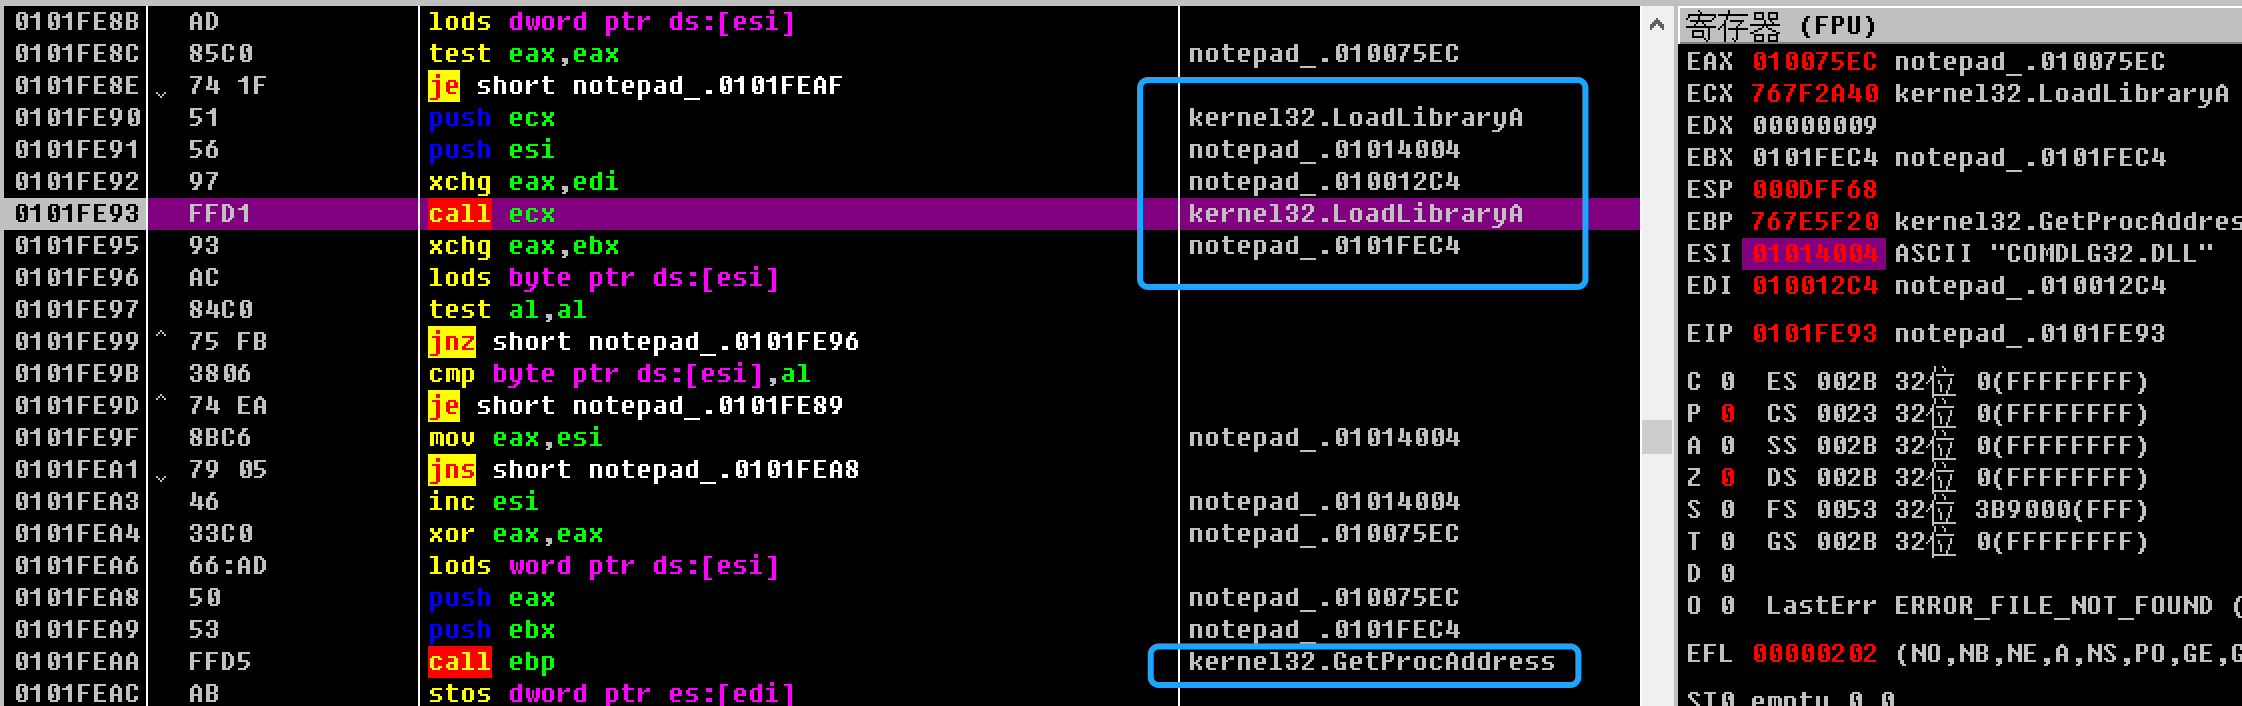 0101FE8B AD lods dword ptr ds:[esi]
0101FE8C 85C0 test eax,eax notepad_.010075EC
0101FE8E 74 1F je short notepad_.0101FEAF
0101FE90 51 push ecx kernel32.LoadLibraryA
0101FE91 56 push esi notepad_.01014004
0101FE92 97 xchg eax,edi notepad_.010012C4
0101FE93 FFD1 call ecx kernel32.LoadLibraryA
0101FE95 93 xchg eax,ebx notepad_.0101FEC4
0101FE96 AC lods byte ptr ds:[esi]
0101FE97 84C0 test al,al
0101FE99 75 FB jnz short notepad_.0101FE96
0101FE9B 3806 cmp byte ptr ds:[esi],al
0101FE9D 74 EA je short notepad_.0101FE89
0101FE9F 8BC6 mov eax,esi notepad_.01014004
0101FEA1 79 05 jns short notepad_.0101FEA8
0101FEA3 46 inc esi notepad_.01014004
0101FEA4 33C0 xor eax,eax notepad_.010075EC
0101FEA6 66:AD lods word ptr ds:[esi]
0101FEA8 50 push eax notepad_.010075EC
0101FEA9 53 push ebx notepad_.0101FEC4
0101FEAA FFD5 call ebp kernel32.GetProcAddress
0101FEAC AB stos dword ptr es:[edi]
寄存器 (FPU)
EAX 010075EC notepad_.010075EC
ECX 767F2A40 kernel32.LoadLibraryA
EDX 00000009
EBX 0101FEC4 notepad_.0101FEC4
ESP 000DFF68
EBP 767E5F20 kernel32.GetProcAddres
ESI 01014004 ASCII "COMDLG32.DLL"
EDI 010012C4 notepad_.010012C4
EIP 0101FE93 notepad_.0101FE93
C 0 ES 002B 32位 0(FFFFFFFF)
P 0 CS 0023 32位 0(FFFFFFFF)
A 0 SS 002B 32位 0(FFFFFFFF)
Z 0 DS 002B 32位 0(FFFFFFFF)
S 0 FS 0053 32位 3B9000(FFF)
T 0 GS 002B 32位 0(FFFFFFFF)
D 0
O 0 LastErr ERROR_FILE_NOT_FOUND (
EFL 00000202 (NO,NB,NE,A,NS,PO,GE,G
ST0 empty 0.0